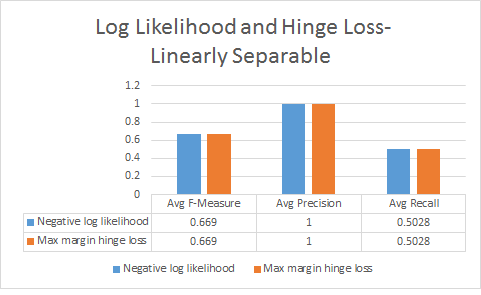 Log Likelihood and Hinge Loss-
Linearly Separable
1.2
1
0.8
0.6
0.4
0.2
0
Avg F-Measure Avg Precision Avg Recall
Negative log likelihood 0.669 1 0.5028
Max margin hinge loss 0.669 1 0.5028
Negative log likelihood Max margin hinge loss